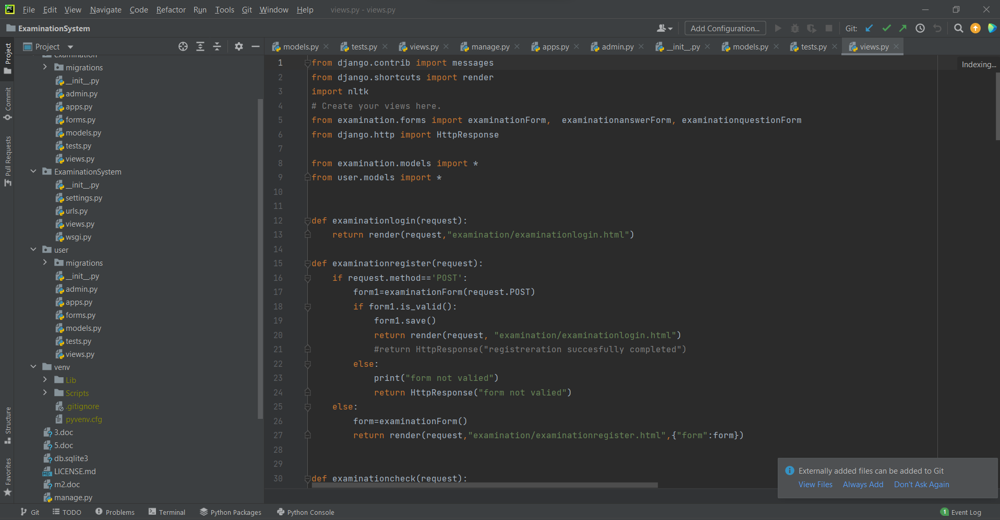 PC File Edit View Navigate Code Refactor Run Tools Git Window Help views.py - views.py
ExaminationSystem Add Configuration... Git:
Project models.py tests.py views.py manage.py apps.py admin.py __init__.py models.py tests.py views.py
Indexing...
Project
Commit
Pull Requests
Structure
Favorites
examination
migrations
__init__.py
admin.py
apps.py
forms.py
models.py
tests.py
views.py
ExaminationSystem
__init__.py
settings.py
urls.py
views.py
wsgi.py
user
migrations
__init__.py
admin.py
apps.py
forms.py
models.py
tests.py
views.py
venv
Lib
Scripts
.gitignore
pyvenv.cfg
3.doc
5.doc
db.sqlite3
MD LICENSE.md
m2.doc
manage.py
1 from django.contrib import messages
2 from django.shortcuts import render
3 import nltk
4 # Create your views here.
5 from examination.forms import examinationForm,  examinationanswerForm, examinationquestionForm
6 from django.http import HttpResponse
7
8 from examination.models import *
9 from user.models import *
10
11
12 def examinationlogin(request):
13     return render(request,"examination/examinationlogin.html")
14
15 def examinationregister(request):
16     if request.method=='POST':
17         form1=examinationForm(request.POST)
18         if form1.is_valid():
19             form1.save()
20             return render(request, "examination/examinationlogin.html")
21             #return HttpResponse("registreration succesfully completed")
22         else:
23             print("form not valied")
24             return HttpResponse("form not valied")
25     else:
26         form=examinationForm()
27         return render(request,"examination/examinationregister.html",{"form":form})
28
29
30 def examinationcheck(request):
Externally added files can be added to Git
View Files Always Add Don't Ask Again
Git TODO Problems Terminal Python Packages Python Console 1 Event Log